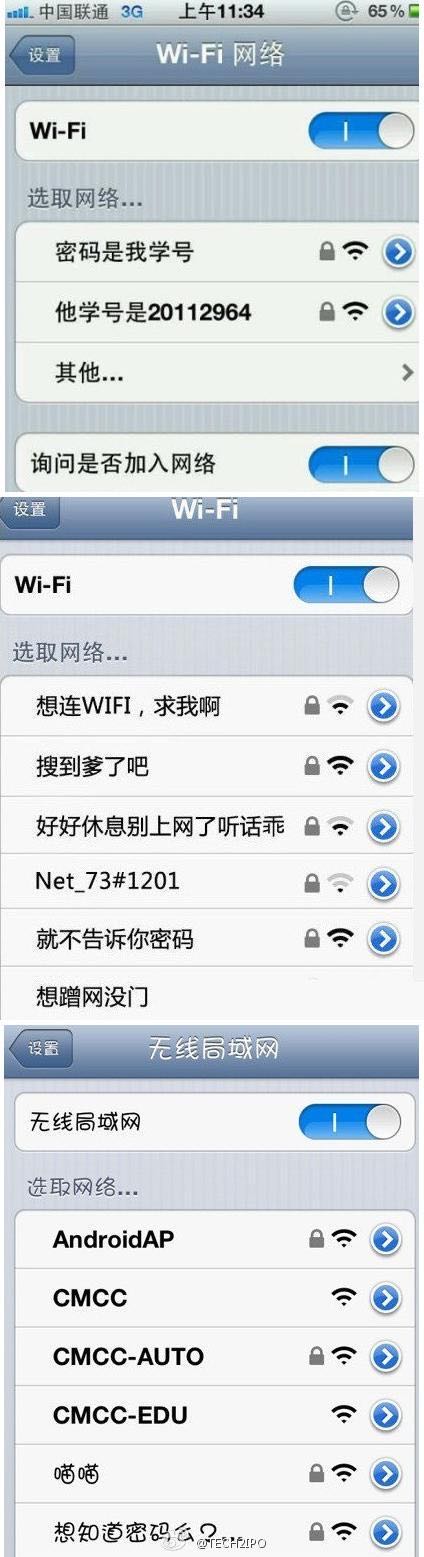 中国联通 3G 上午11:34 65%
设置 Wi-Fi 网络
Wi-Fi
选取网络...
密码是我学号
他学号是20112964
其他...
询问是否加入网络
设置 Wi-Fi
Wi-Fi
选取网络...
想连WIFI，求我啊
搜到爹了吧
好好休息别上网了听话乖
Net_73#1201
就不告诉你密码
想蹭网没门
设置 无线局域网
无线局域网
选取网络...
AndroidAP
CMCC
CMCC-AUTO
CMCC-EDU
喵喵
想知道密码么？...
@TECH2IPO